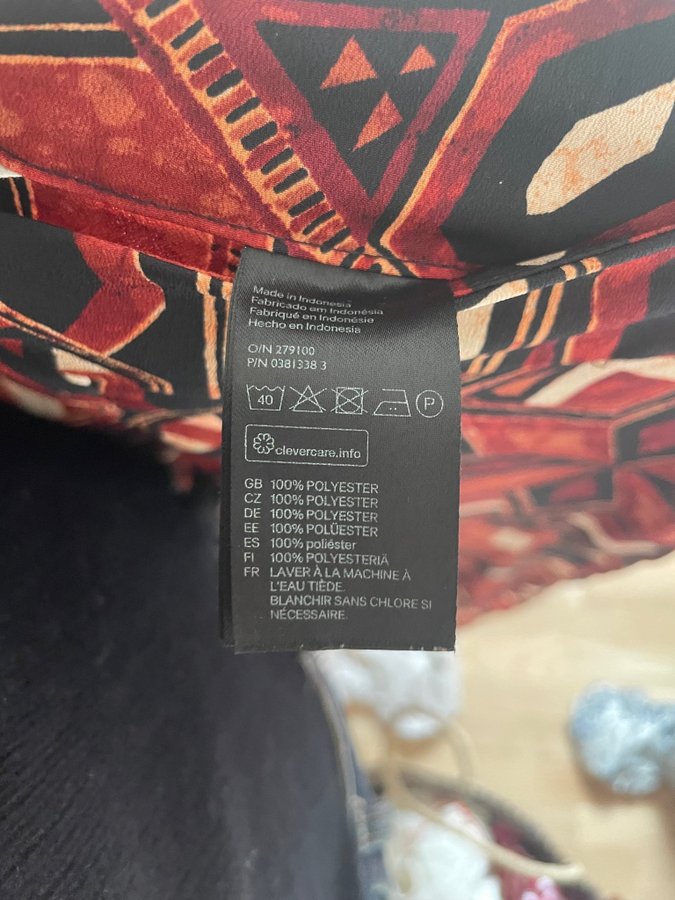 Made in Indonesia
Fabricado em Indonésia
Fabriqué en Indonésie
Hecho en Indonesia
O/N 279100
P/N 0381338 3
40
P
clevercare.info
GB 100% POLYESTER
CZ 100% POLYESTER
DE 100% POLYESTER
EE 100% POLÜESTER
ES 100% poliéster
FI 100% POLYESTERIÄ
FR LAVER À LA MACHINE À
L'EAU TIÈDE.
BLANCHIR SANS CHLORE SI
NÉCESSAIRE.